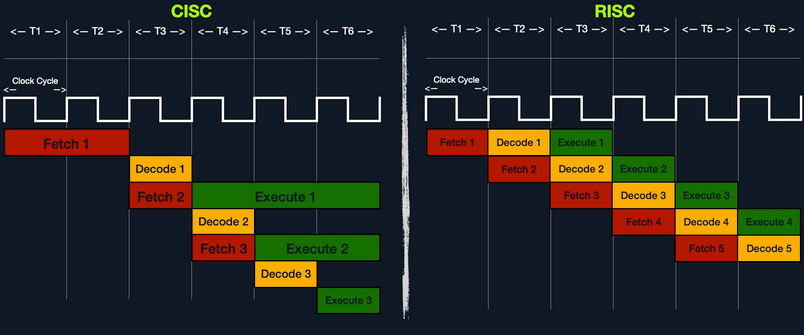 CISC
<— T1 —> <— T2 —> <— T3 —> <— T4 —> <— T5 —> <— T6 —>
Clock Cycle
<— —>
Fetch 1
Decode 1
Fetch 2 Execute 1
Decode 2
Fetch 3 Execute 2
Decode 3
Execute 3
RISC
<— T1 —> <— T2 —> <— T3 —> <— T4 —> <— T5 —> <— T6 —>
Clock Cycle
<— —>
Fetch 1 Decode 1 Execute 1
Fetch 2 Decode 2 Execute 2
Fetch 3 Decode 3 Execute 3
Fetch 4 Decode 4 Execute 4
Fetch 5 Decode 5